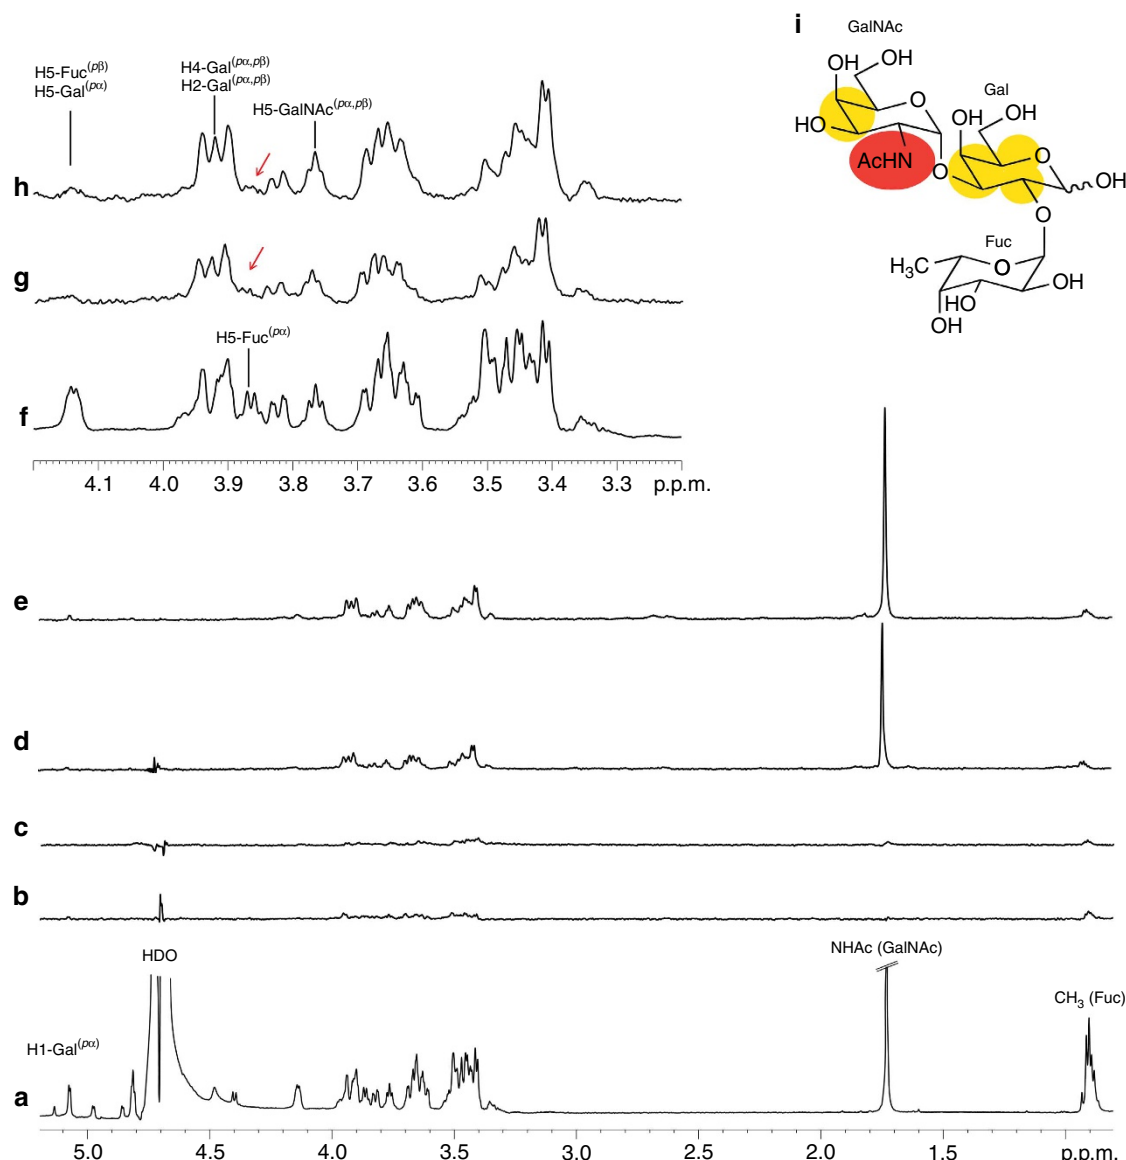 i
GalNAc
OH
OH
O
Gal
HO
OH
OH
AcHN
O
O
OH
O
Fuc
H3C
O
OH
HO
OH
H5-Fuc(pβ)
H5-Gal(pα)
H4-Gal(pα,pβ)
H2-Gal(pα,pβ)
H5-GalNAc(pα,pβ)
h
g
H5-Fuc(pα)
f
4.1 4.0 3.9 3.8 3.7 3.6 3.5 3.4 3.3 p.p.m.
e
d
c
b
HDO
NHAc (GalNAc)
CH3 (Fuc)
H1-Gal(pα)
a
5.0 4.5 4.0 3.5 3.0 2.5 2.0 1.5 p.p.m.